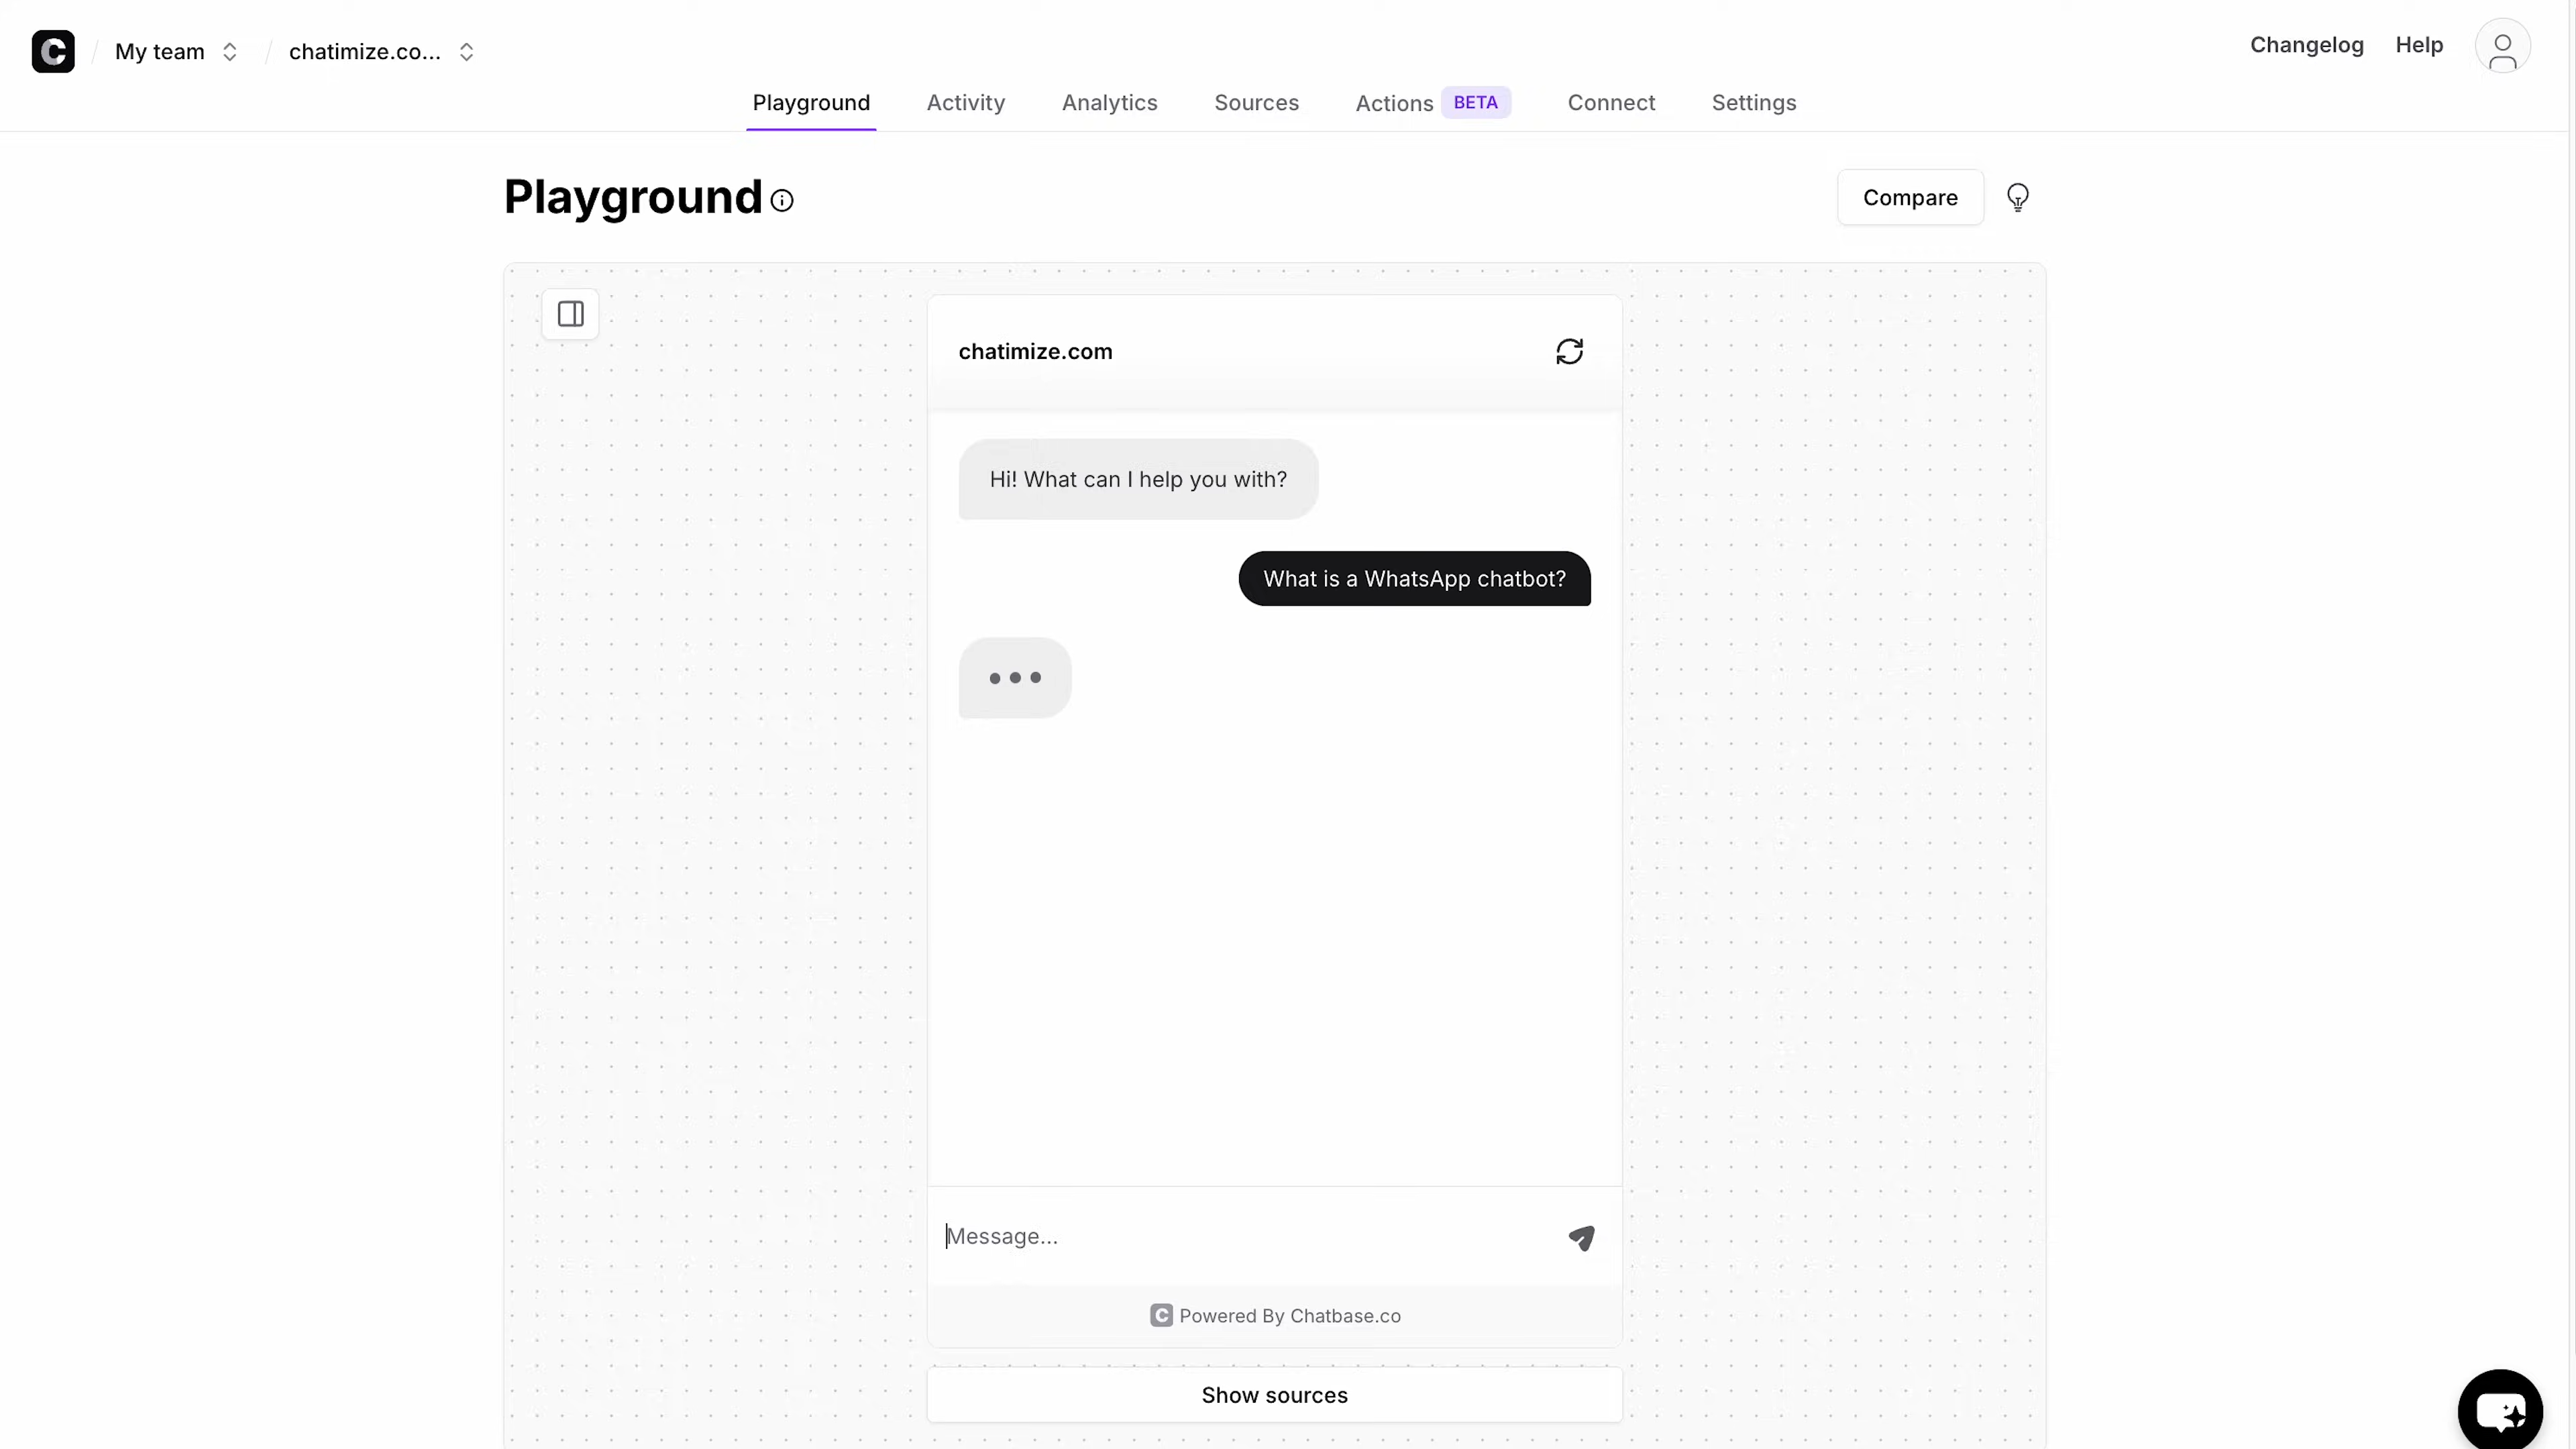 C / My team / chatimize.co...
Changelog Help
Playground Activity Analytics Sources Actions BETA Connect Settings
Playground
Compare
chatimize.com
Hi! What can I help you with?
What is a WhatsApp chatbot?
Message...
C Powered By Chatbase.co
Show sources